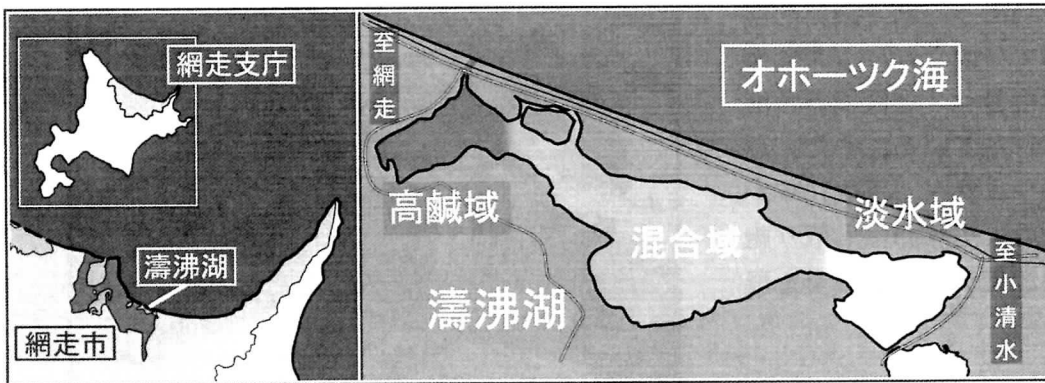 網走支庁
濤沸湖
網走市
至網走
オホーツク海
高鹹域
混合域
淡水域
濤沸湖
至小清水